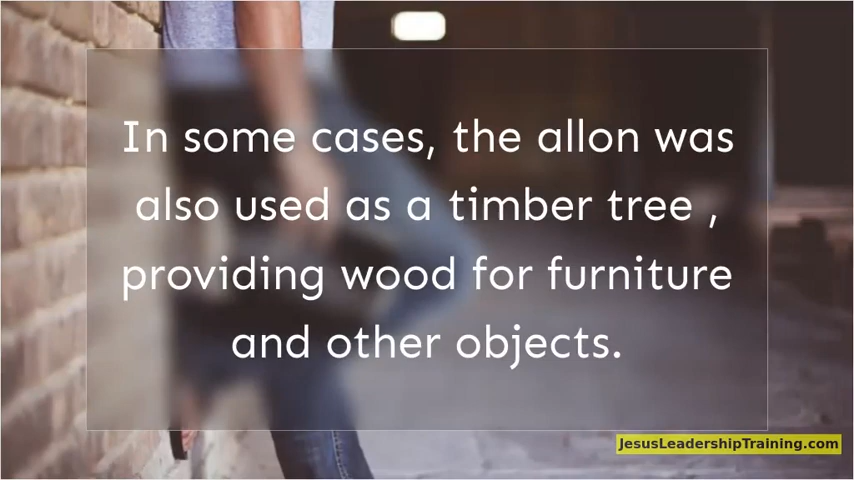 In some cases, the allon was
also used as a timber tree ,
providing wood for furniture
and other objects.
JesusLeadershipTraining.com